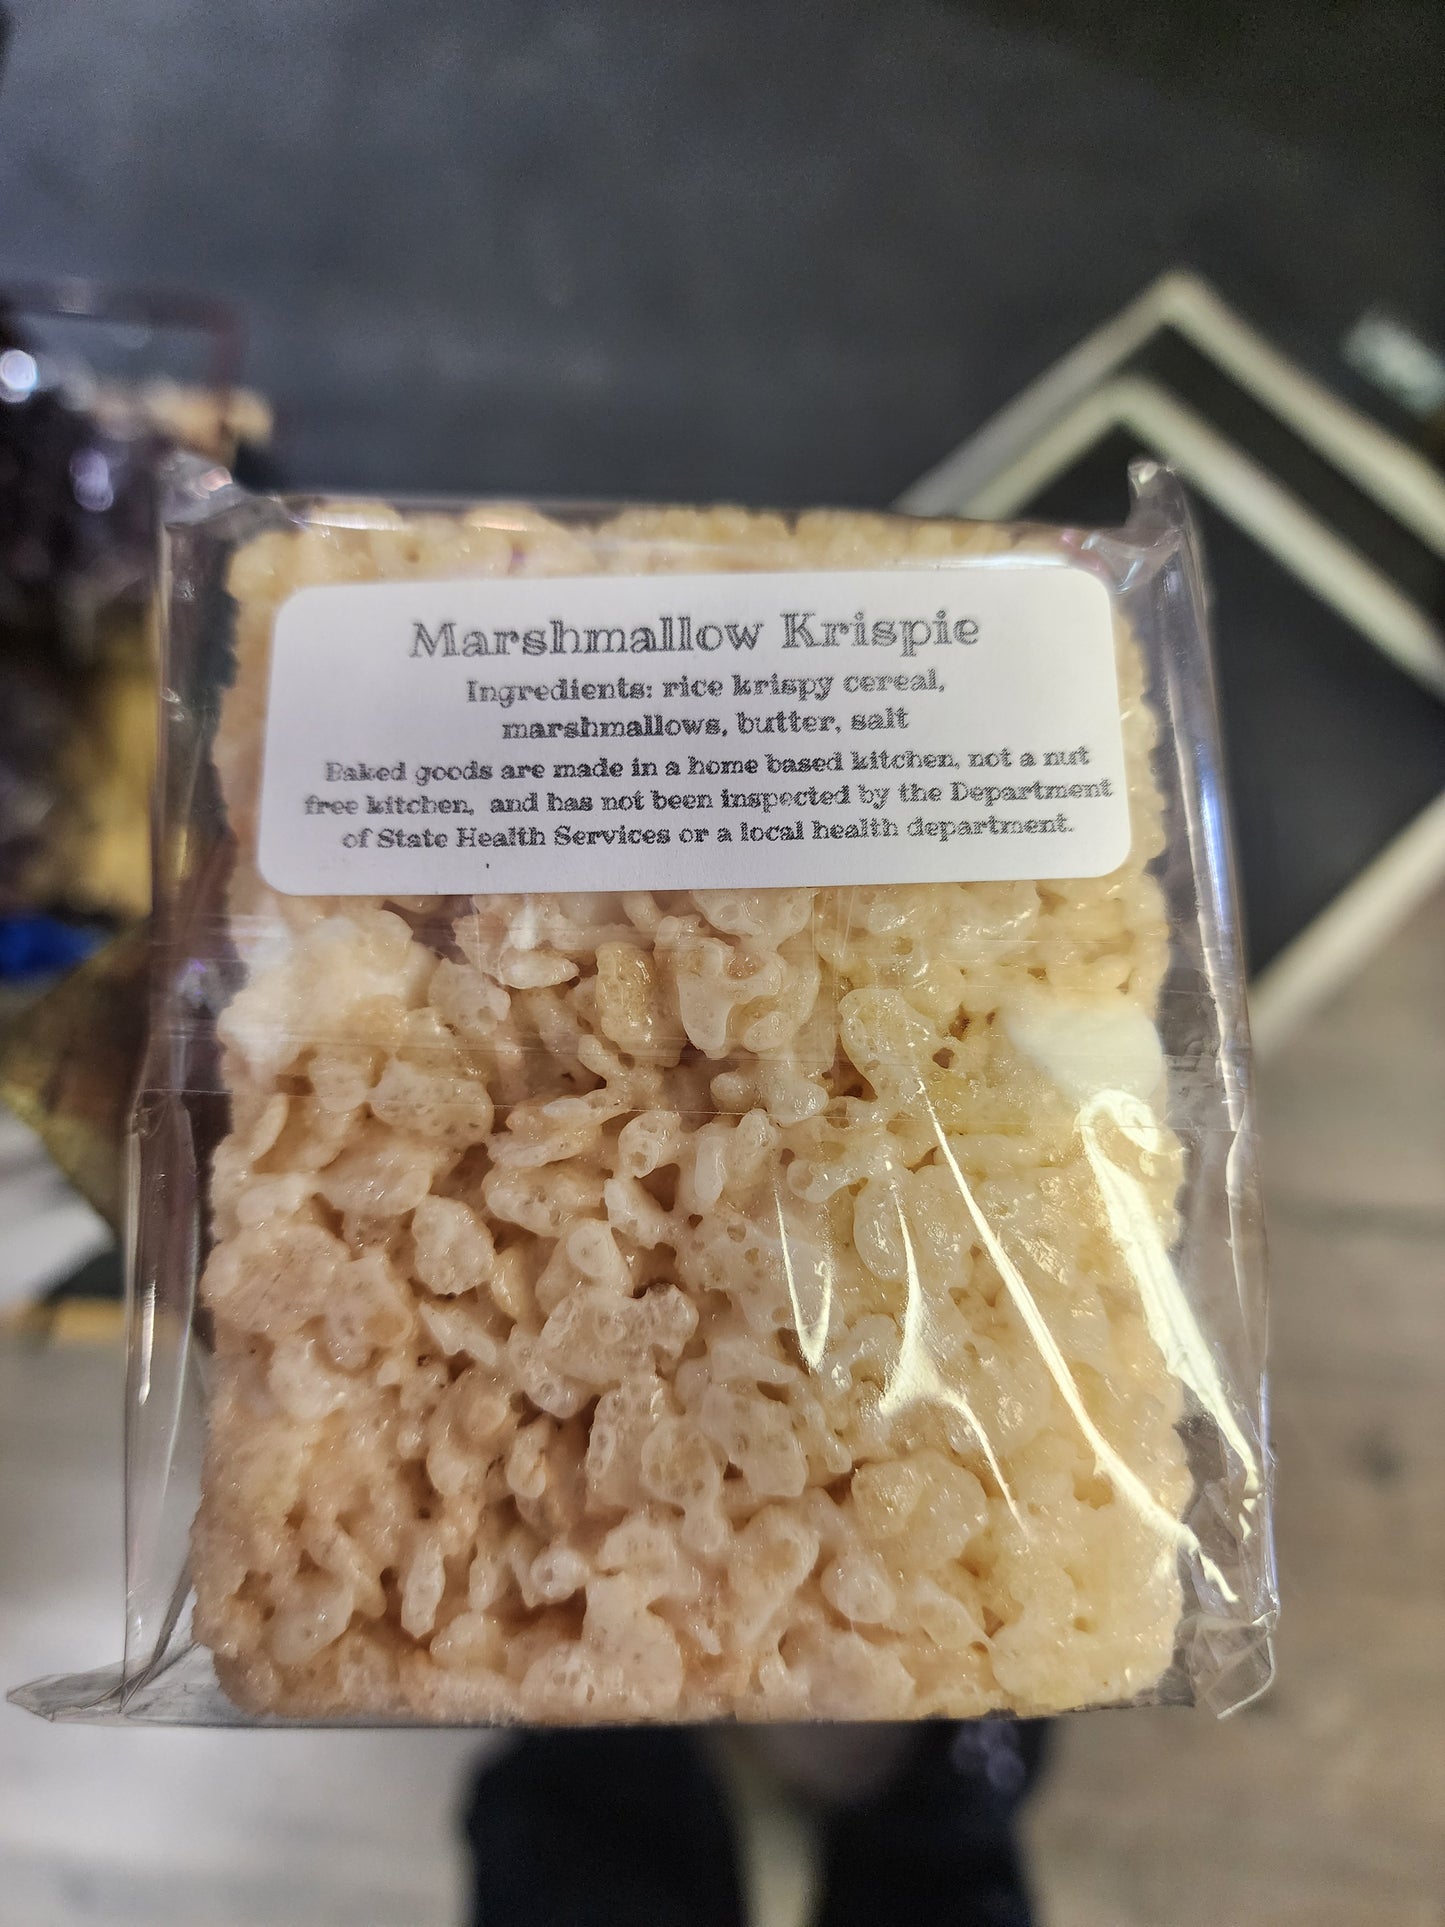 Marshmallow Krispie
Ingredients: rice krispy cereal,
marshmallows, butter, salt
Baked goods are made in a home based kitchen, not a nut
free kitchen, and has not been inspected by the Department
of State Health Services or a local health department.